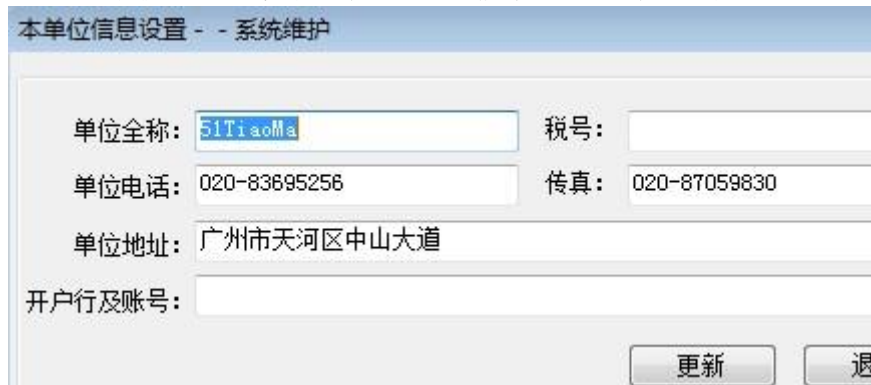 本单位信息设置 - - 系统维护
单位全称： 51TiaoMa 税号：
单位电话： 020-83695256 传真： 020-87059830
单位地址： 广州市天河区中山大道
开户行及账号：
更新 退